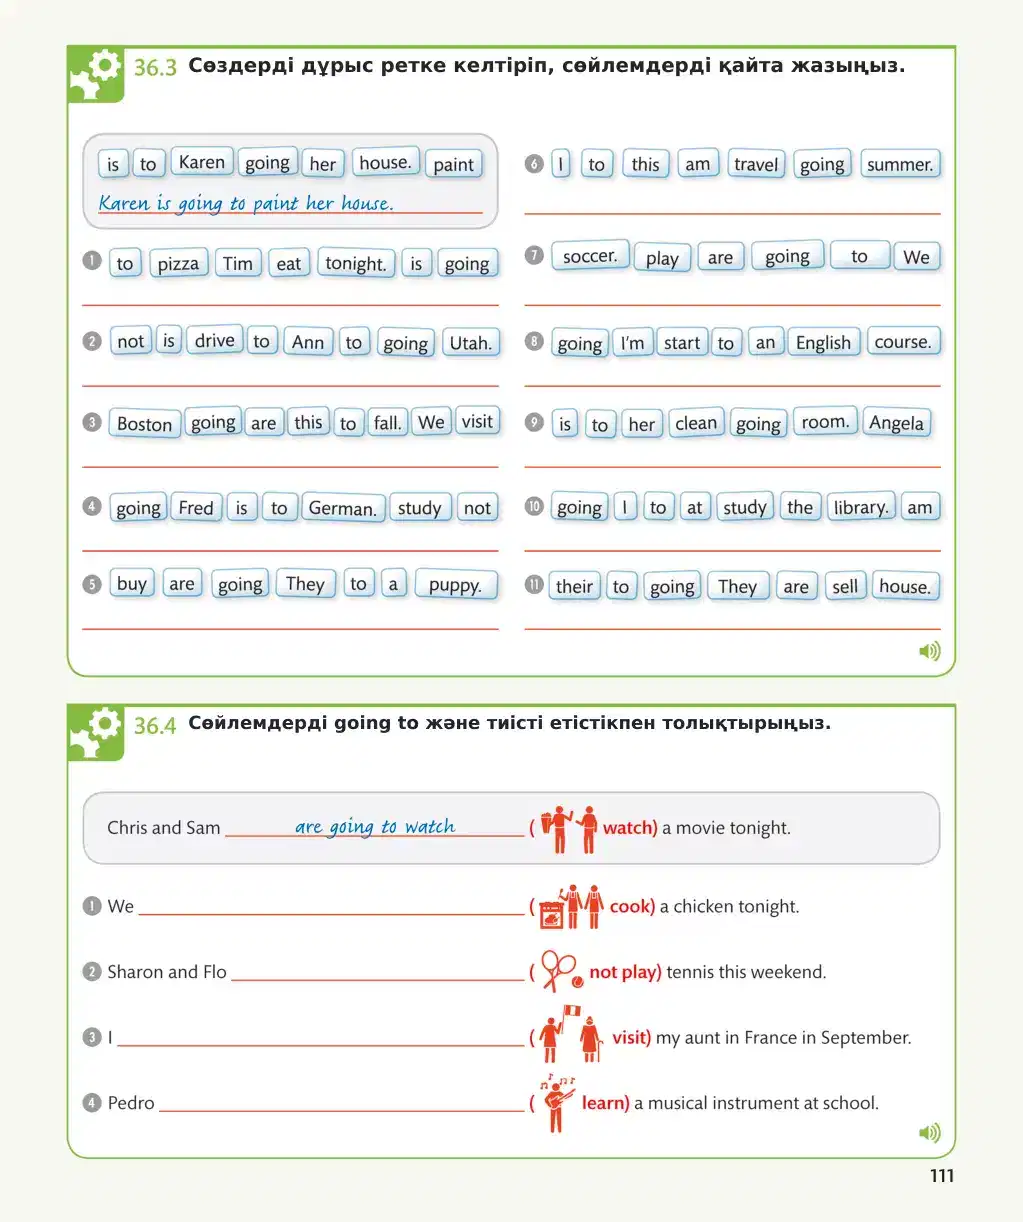 36.3 Сөздерді дұрыс ретке келтіріп, сөйлемдерді қайта жазыңыз.
is to Karen going her house. paint
Karen is going to paint her house.
1 to pizza Tim eat tonight. is going
2 not is drive to Ann to going Utah.
3 Boston going are this to fall. We visit
4 going Fred is to German. study not
5 buy are going They to a puppy.
6 I to this am travel going summer.
7 soccer. play are going to We
8 going I'm start to an English course.
9 is to her clean going room. Angela
10 going I to at study the library. am
11 their to going They are sell house.
36.4 Сөйлемдерді going to және тиісті етістікпен толықтырыңыз.
Chris and Sam are going to watch ( watch) a movie tonight.
1 We ( cook) a chicken tonight.
2 Sharon and Flo ( not play) tennis this weekend.
3 I ( visit) my aunt in France in September.
4 Pedro ( learn) a musical instrument at school.
111